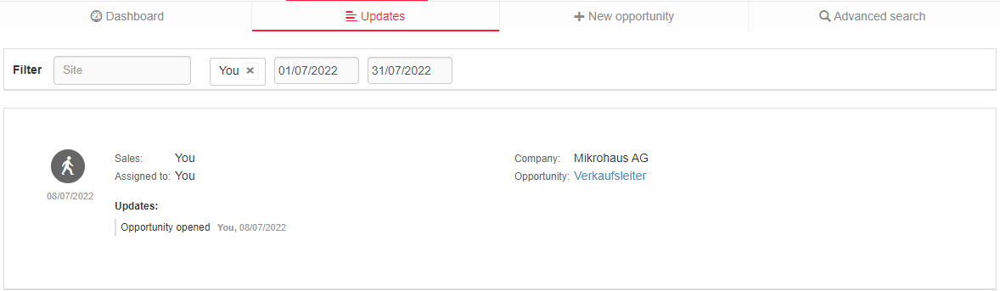 Dashboard
Updates
New opportunity
Advanced search
Filter Site You × 01/07/2022 31/07/2022
Sales: You
Assigned to: You
Company: Mikrohaus AG
Opportunity: Verkaufsleiter
08/07/2022
Updates:
Opportunity opened You, 08/07/2022